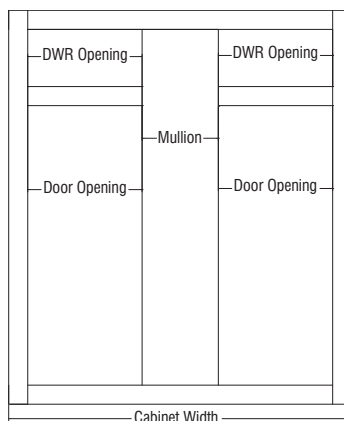 DWR Opening
DWR Opening
Mullion
Door Opening
Door Opening
Cabinet Width